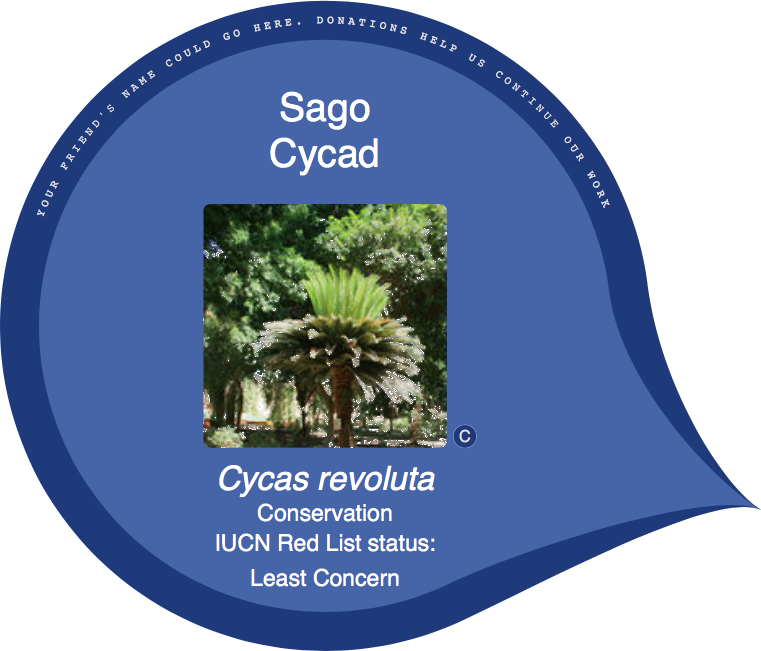 YOUR FRIEND'S NAME COULD GO HERE. DONATIONS HELP US CONTINUE OUR WORK
Sago
Cycad
C
Cycas revoluta
Conservation
IUCN Red List status:
Least Concern